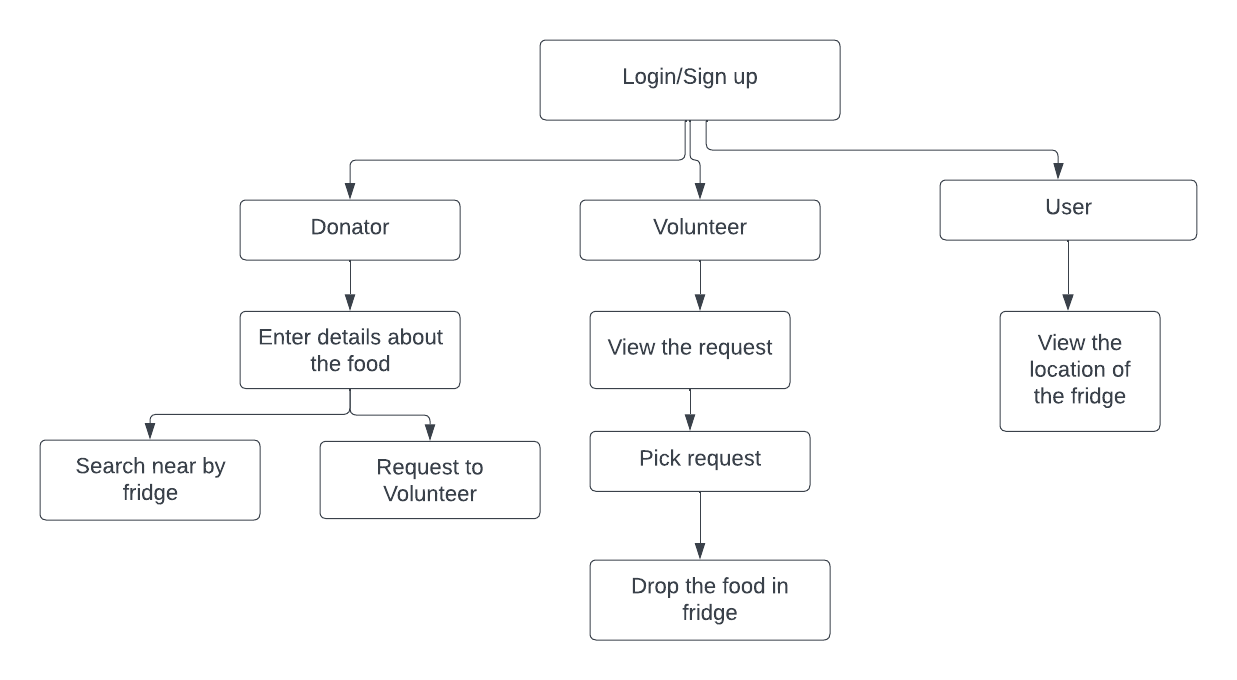 Login/Sign up
Donator
Volunteer
User
Enter details about
the food
View the request
View the
location of
the fridge
Search near by
fridge
Request to
Volunteer
Pick request
Drop the food in
fridge